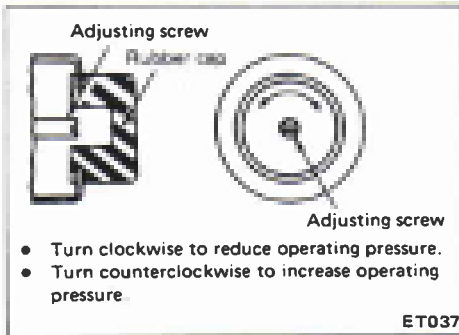 Adjusting screw
Rubber cap
Adjusting screw
● Turn clockwise to reduce operating pressure.
● Turn counterclockwise to increase operating
pressure
ET037